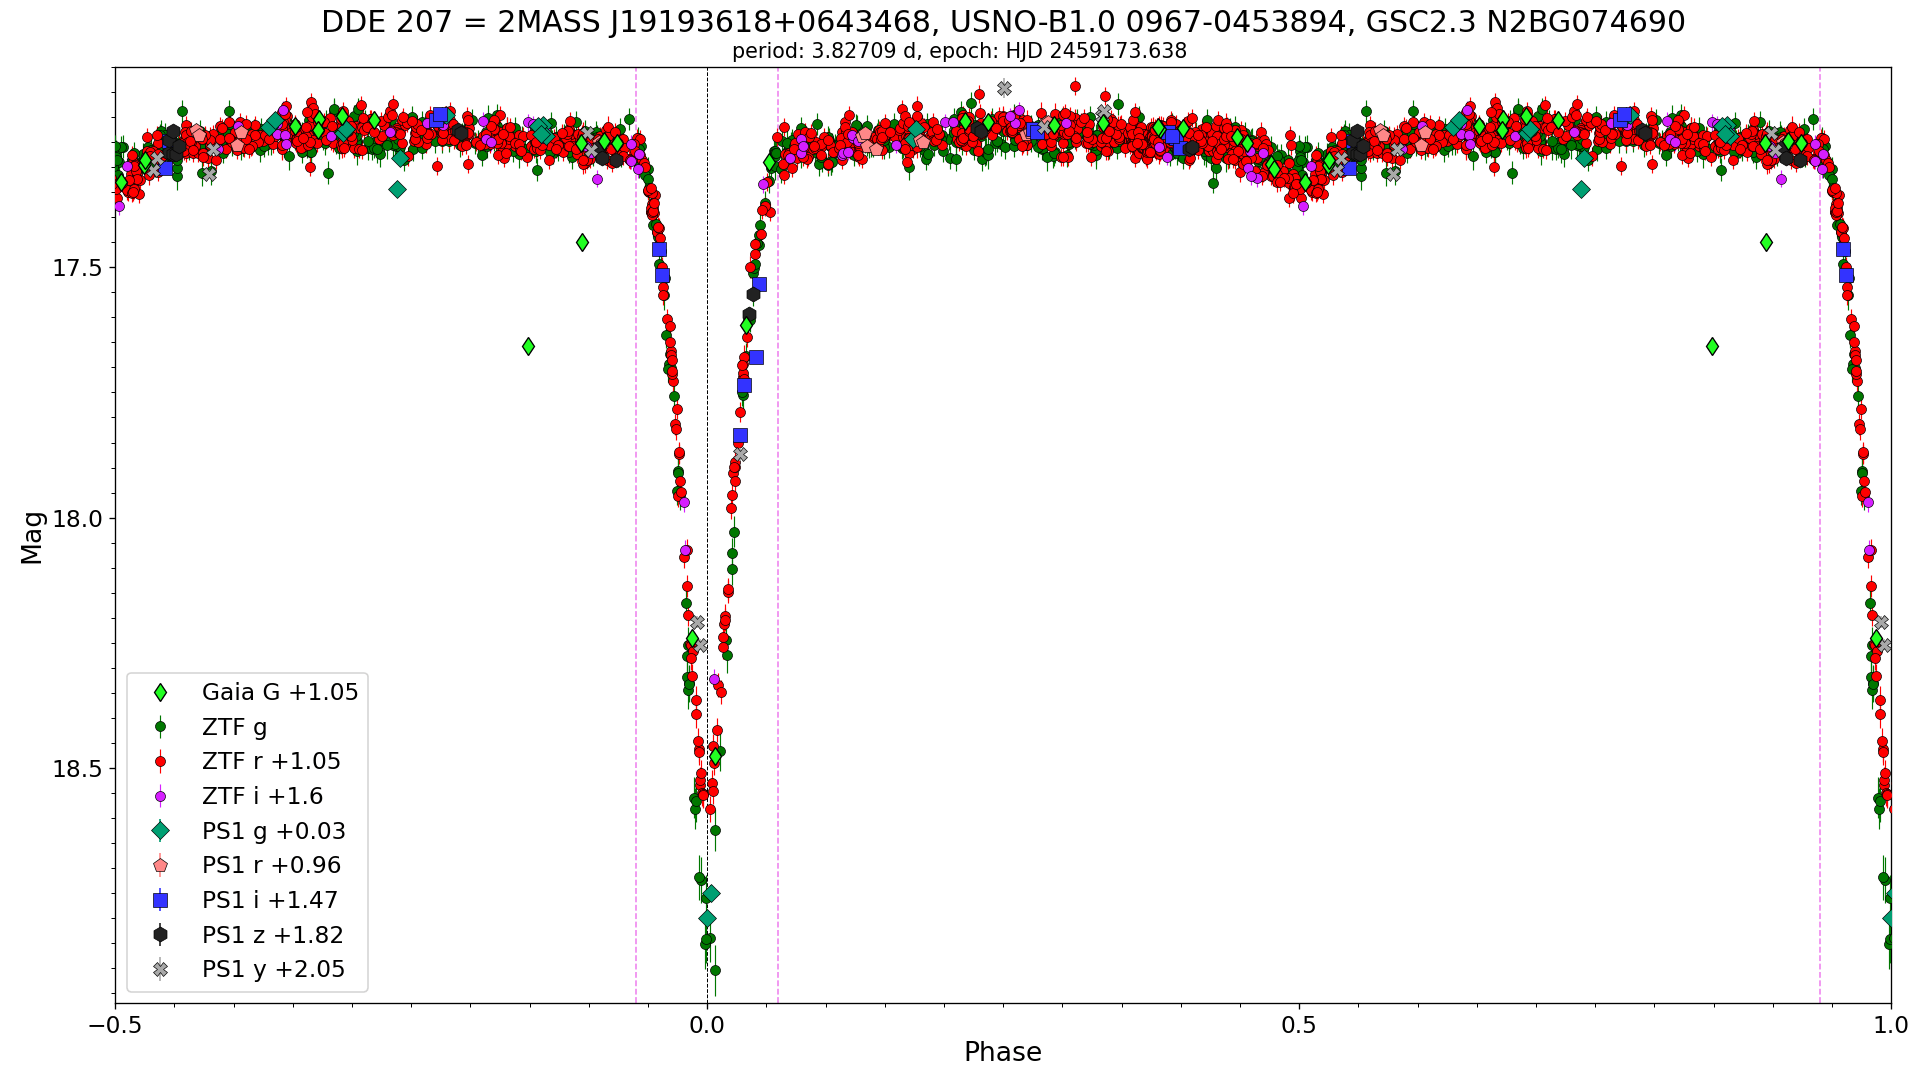 DDE 207 = 2MASS J19193618+0643468, USNO-B1.0 0967-0453894, GSC2.3 N2BG074690
period: 3.82709 d, epoch: HJD 2459173.638
Mag
17.5
18.0
18.5
Gaia G +1.05
ZTF g
ZTF r +1.05
ZTF i +1.6
PS1 g +0.03
PS1 r +0.96
PS1 i +1.47
PS1 z +1.82
PS1 y +2.05
−0.5 0.0 0.5 1.0
Phase